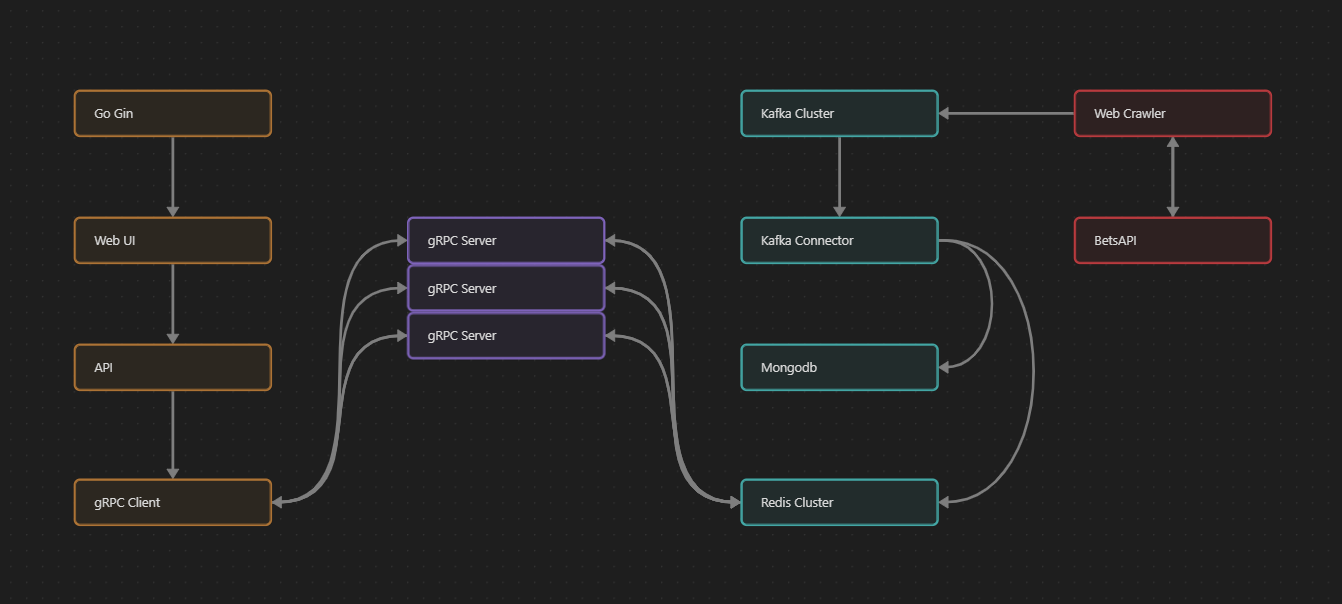 Go Gin
Web UI
API
gRPC Client
gRPC Server
gRPC Server
gRPC Server
Kafka Cluster
Kafka Connector
Mongodb
Redis Cluster
Web Crawler
BetsAPI